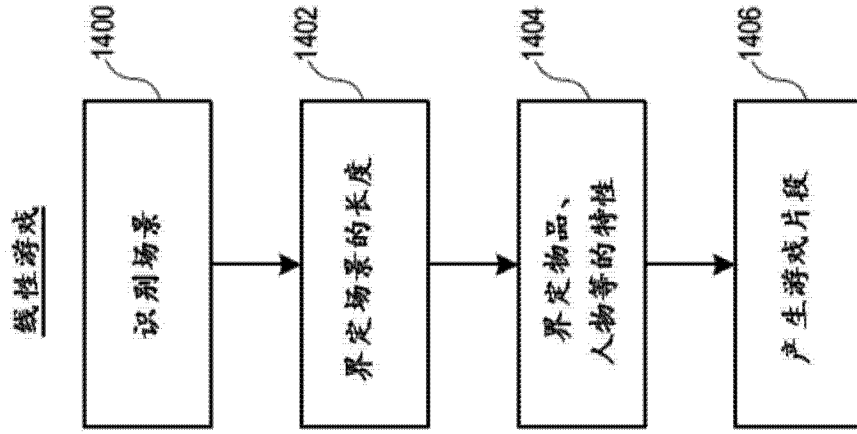 线性游戏
识别场景
1400
界定场景的长度
1402
界定物品、
人物等的特性
1404
产生游戏片段
1406